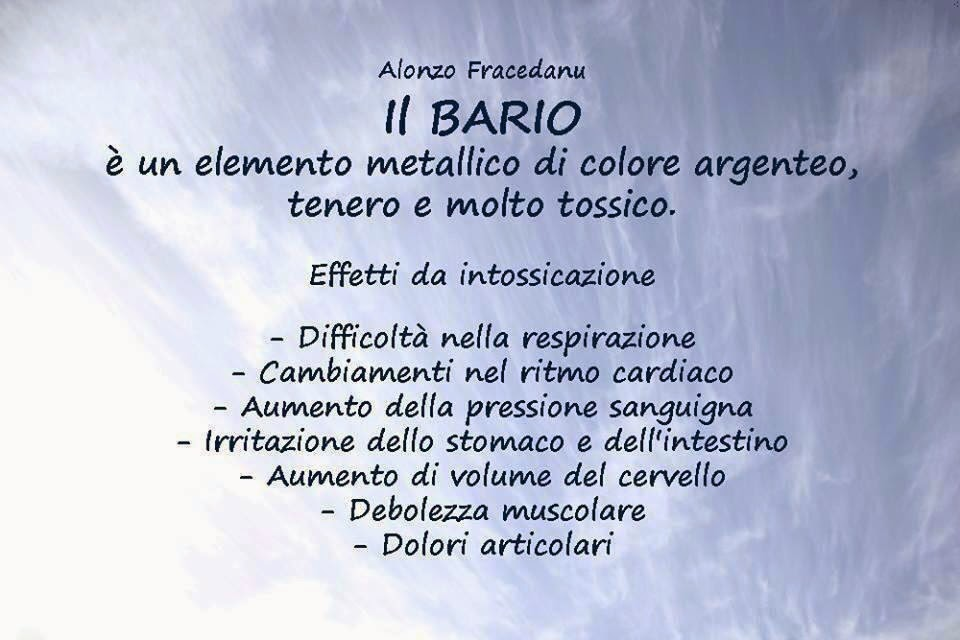 Alonzo Fracedanu
Il BARIO
è un elemento metallico di colore argenteo,
tenero e molto tossico.
Effetti da intossicazione
- Difficoltà nella respirazione
- Cambiamenti nel ritmo cardiaco
- Aumento della pressione sanguigna
- Irritazione dello stomaco e dell'intestino
- Aumento di volume del cervello
- Debolezza muscolare
- Dolori articolari